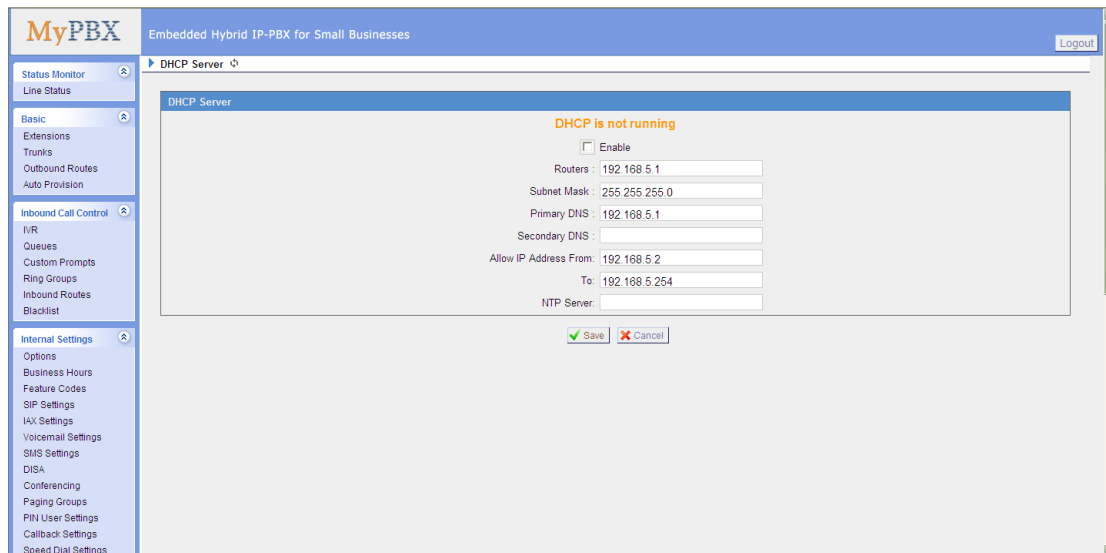 MyPBX
Embedded Hybrid IP-PBX for Small Businesses
Logout
Status Monitor
Line Status
Basic
Extensions
Trunks
Outbound Routes
Auto Provision
Inbound Call Control
IVR
Queues
Custom Prompts
Ring Groups
Inbound Routes
Blacklist
Internal Settings
Options
Business Hours
Feature Codes
SIP Settings
IAX Settings
Voicemail Settings
SMS Settings
DISA
Conferencing
Paging Groups
PIN User Settings
Callback Settings
Speed Dial Settings
DHCP Server
DHCP Server
DHCP is not running
Enable
Routers : 192.168.5.1
Subnet Mask : 255.255.255.0
Primary DNS : 192.168.5.1
Secondary DNS :
Allow IP Address From: 192.168.5.2
To: 192.168.5.254
NTP Server:
Save Cancel